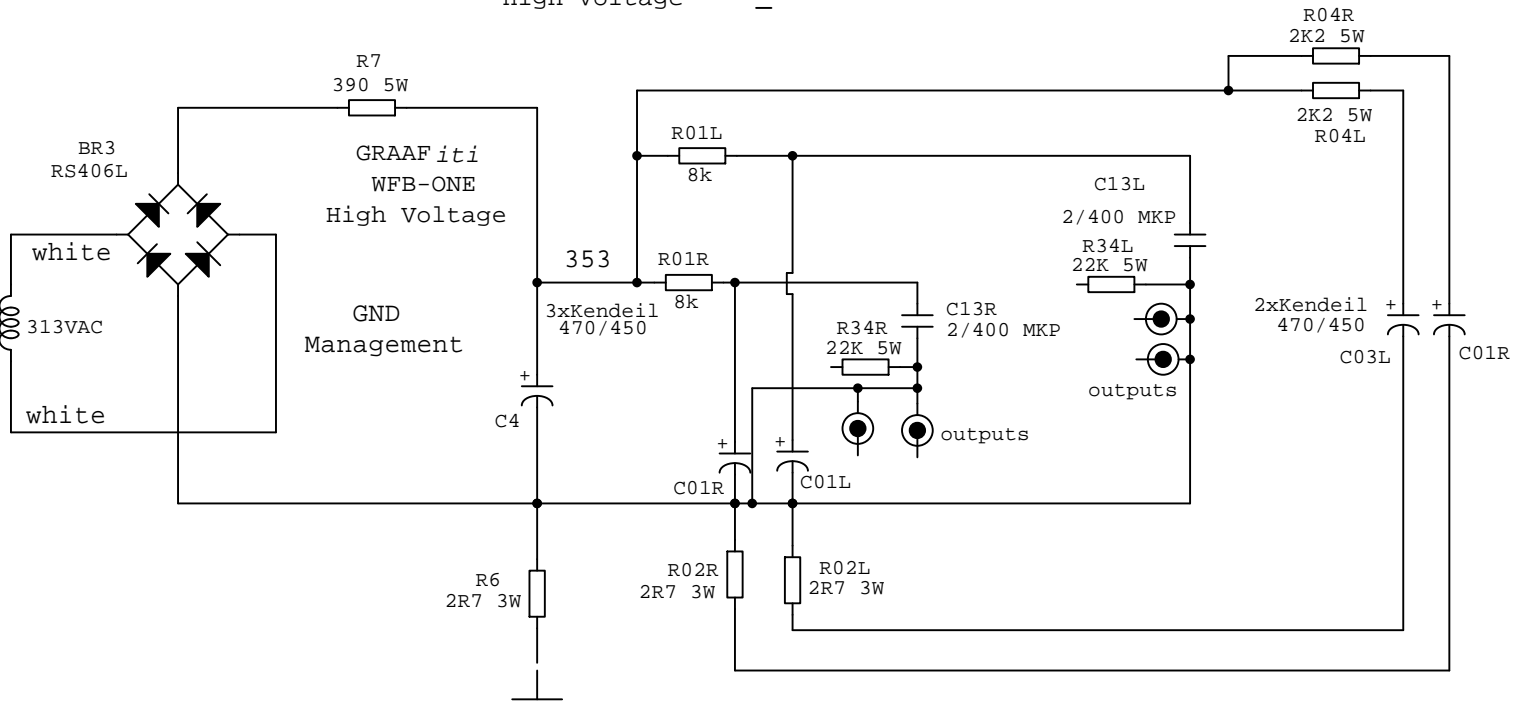 High Voltage
R04R
2K2 5W
R7
390 5W
2K2 5W
R04L
BR3
RS406L
GRAAFiti
WFB-ONE
High Voltage
R01L
8k
C13L
2/400 MKP
white
353
R01R
8k
R34L
22K 5W
313VAC
GND
Management
3xKendeil
470/450
C13R
2/400 MKP
R34R
22K 5W
2xKendeil
470/450
+
+
C03L
C01R
+
C4
outputs
white
outputs
+
+
C01R
C01L
R6
2R7 3W
R02R
2R7 3W
R02L
2R7 3W